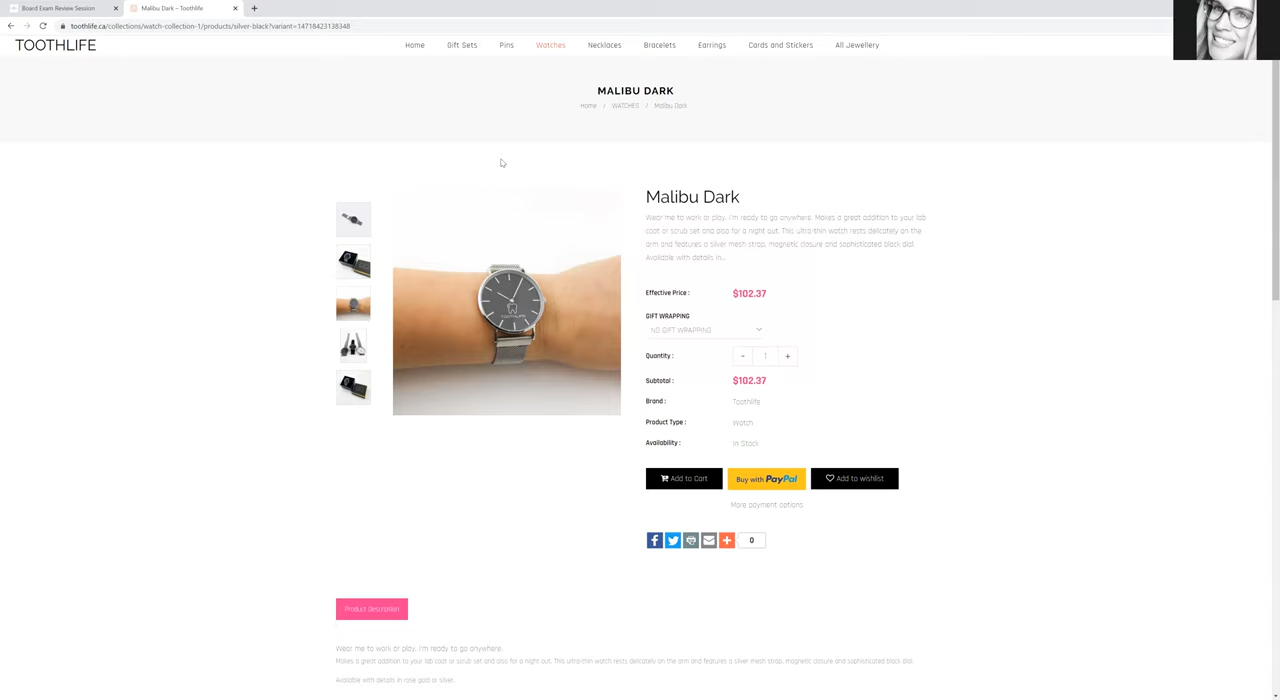 Board Exam Review Session
Malibu Dark – Toothlife
toothlife.ca/collections/watch-collection-1/products/silver-black?variant=14718423138348
TOOTHLIFE
Home Gift Sets Pins Watches Necklaces Bracelets Earrings Cards and Stickers All Jewellery
MALIBU DARK
Home / WATCHES / Malibu Dark
TOOTHLIFE
Malibu Dark
Wear me to work or play. I'm ready to go anywhere. Makes a great addition to your lab
coat or scrub set and also for a night out. This ultra-thin watch rests delicately on the
arm and features a silver mesh strap, magnetic closure and sophisticated black dial.
Available with details in...
Effective Price : $102.37
GIFT WRAPPING
NO GIFT WRAPPING
Quantity : - 1 +
Subtotal : $102.37
Brand : Toothlife
Product Type : Watch
Availability : In Stock
Add to Cart Buy with PayPal Add to wishlist
More payment options
0
Product Description
Wear me to work or play. I'm ready to go anywhere.
Makes a great addition to your lab coat or scrub set and also for a night out. This ultra-thin watch rests delicately on the arm and features a silver mesh strap, magnetic closure and sophisticated black dial.
Available with details in rose gold or silver.